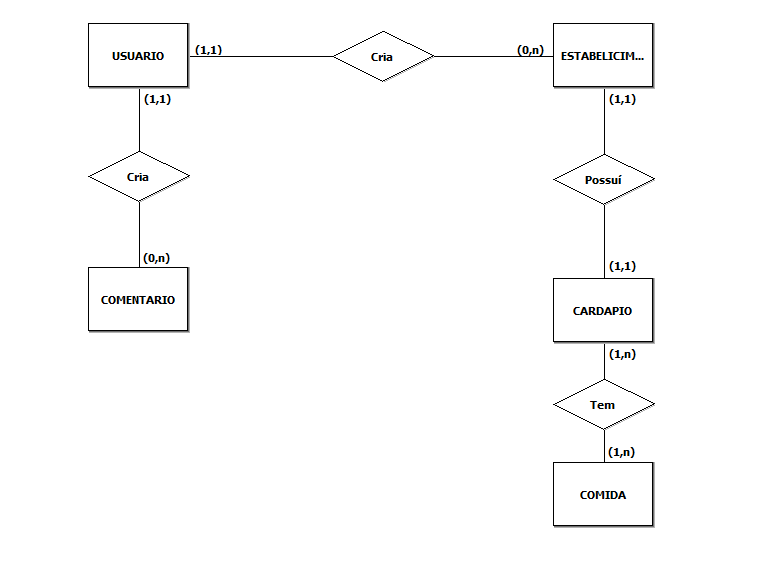 USUARIO
(1,1)
Cria
(0,n)
ESTABELICIM...
(1,1)
(1,1)
Cria
Possuí
(0,n)
(1,1)
COMENTARIO
CARDAPIO
(1,n)
Tem
(1,n)
COMIDA